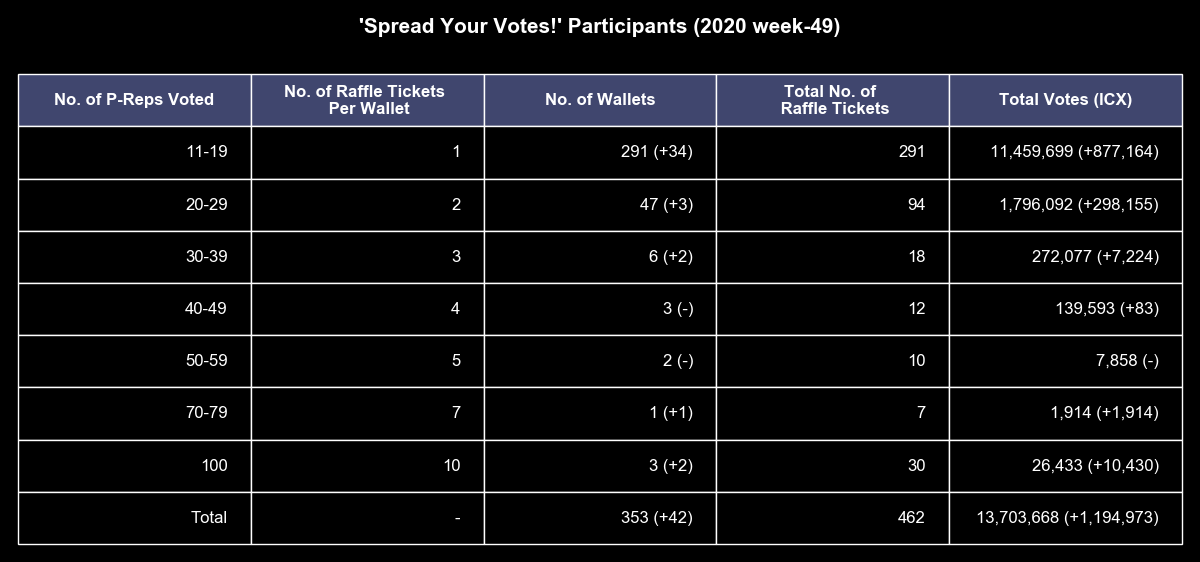 'Spread Your Votes!' Participants (2020 week-49)
No. of P-Reps Voted
No. of Raffle Tickets
Per Wallet
No. of Wallets
Total No. of
Raffle Tickets
Total Votes (ICX)
11-19 1 291 (+34) 291 11,459,699 (+877,164)
20-29 2 47 (+3) 94 1,796,092 (+298,155)
30-39 3 6 (+2) 18 272,077 (+7,224)
40-49 4 3 (-) 12 139,593 (+83)
50-59 5 2 (-) 10 7,858 (-)
70-79 7 1 (+1) 7 1,914 (+1,914)
100 10 3 (+2) 30 26,433 (+10,430)
Total - 353 (+42) 462 13,703,668 (+1,194,973)